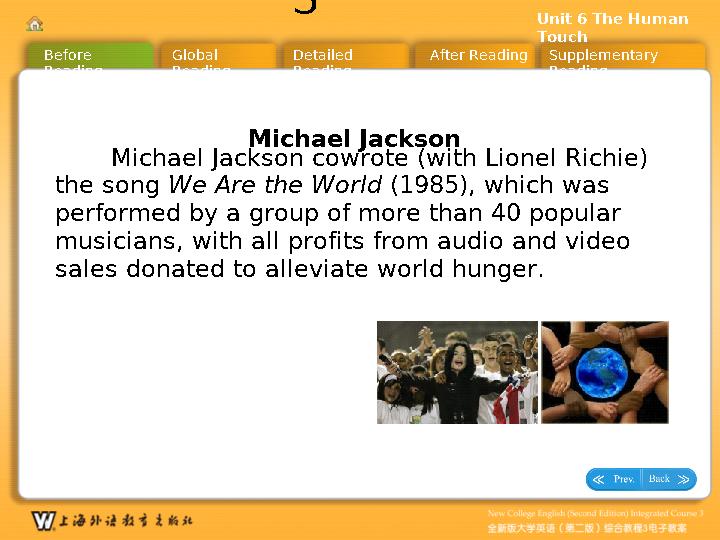 Unit 6 The Human
Touch
Before
Reading
Global
Reading
Detailed
Reading
After Reading
Supplementary
Reading
Michael Jackson
Michael Jackson cowrote (with Lionel Richie)
the song We Are the World (1985), which was
performed by a group of more than 40 popular
musicians, with all profits from audio and video
sales donated to alleviate world hunger.
Prev.
Back
上海外语教育出版社
New College English (Second Edition) Integrated Course 3
全新版大学英语（第二版）综合教程3电子教案